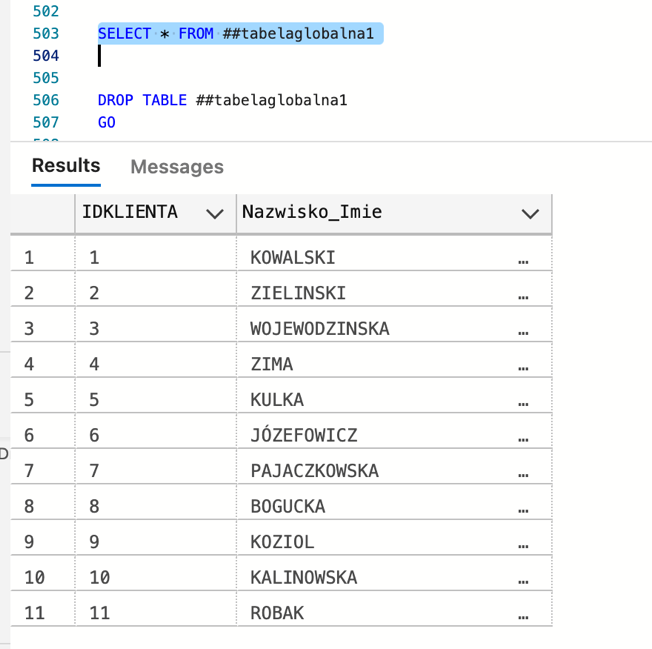 502
503 SELECT * FROM ##tabelaglobalna1
504
505
506 DROP TABLE ##tabelaglobalna1
507 GO
Results Messages
IDKLIENTA Nazwisko_Imie
1 1 KOWALSKI …
2 2 ZIELINSKI …
3 3 WOJEWODZINSKA …
4 4 ZIMA …
5 5 KULKA …
6 6 JÓZEFOWICZ …
7 7 PAJACZKOWSKA …
8 8 BOGUCKA …
9 9 KOZIOL …
10 10 KALINOWSKA …
11 11 ROBAK …